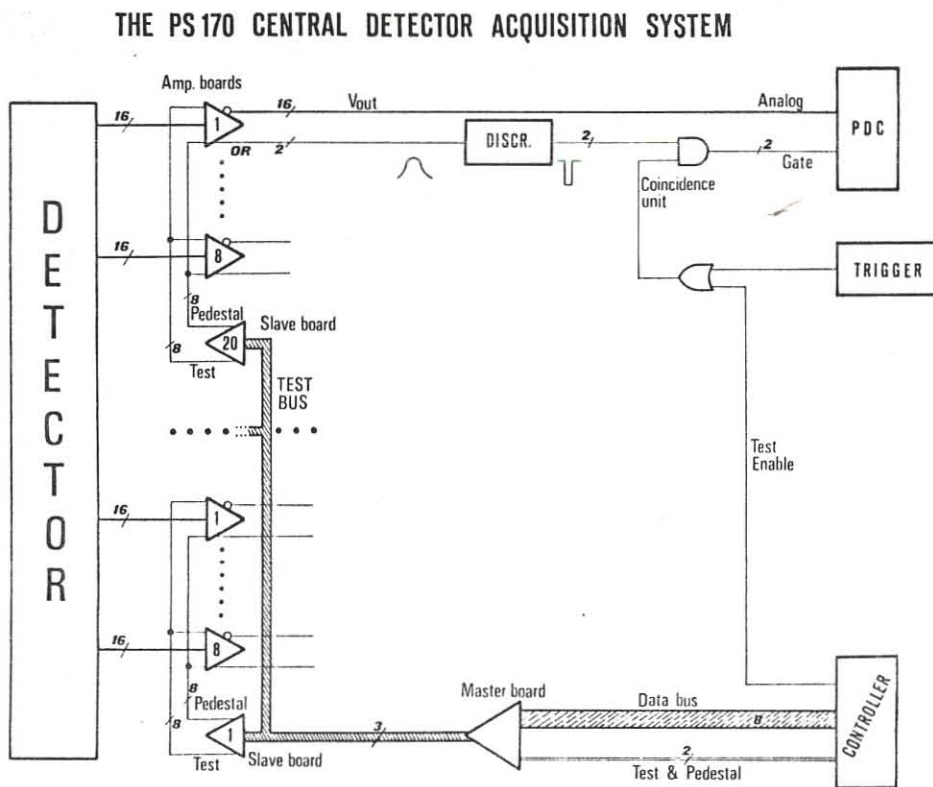 THE PS 170 CENTRAL DETECTOR ACQUISITION SYSTEM
Amp. boards
16
1
16
Vout
Analog
PDC
OR
2
DISCR.
2
2
Gate
Coincidence
unit
16
8
TRIGGER
8
Pedestal
Slave board
20
8
Test
TEST
BUS
DETECTOR
Test
Enable
16
1
16
8
8
Pedestal
Master board
Data bus
8
CONTROLLER
8
1
3
Test
Slave board
2
Test & Pedestal